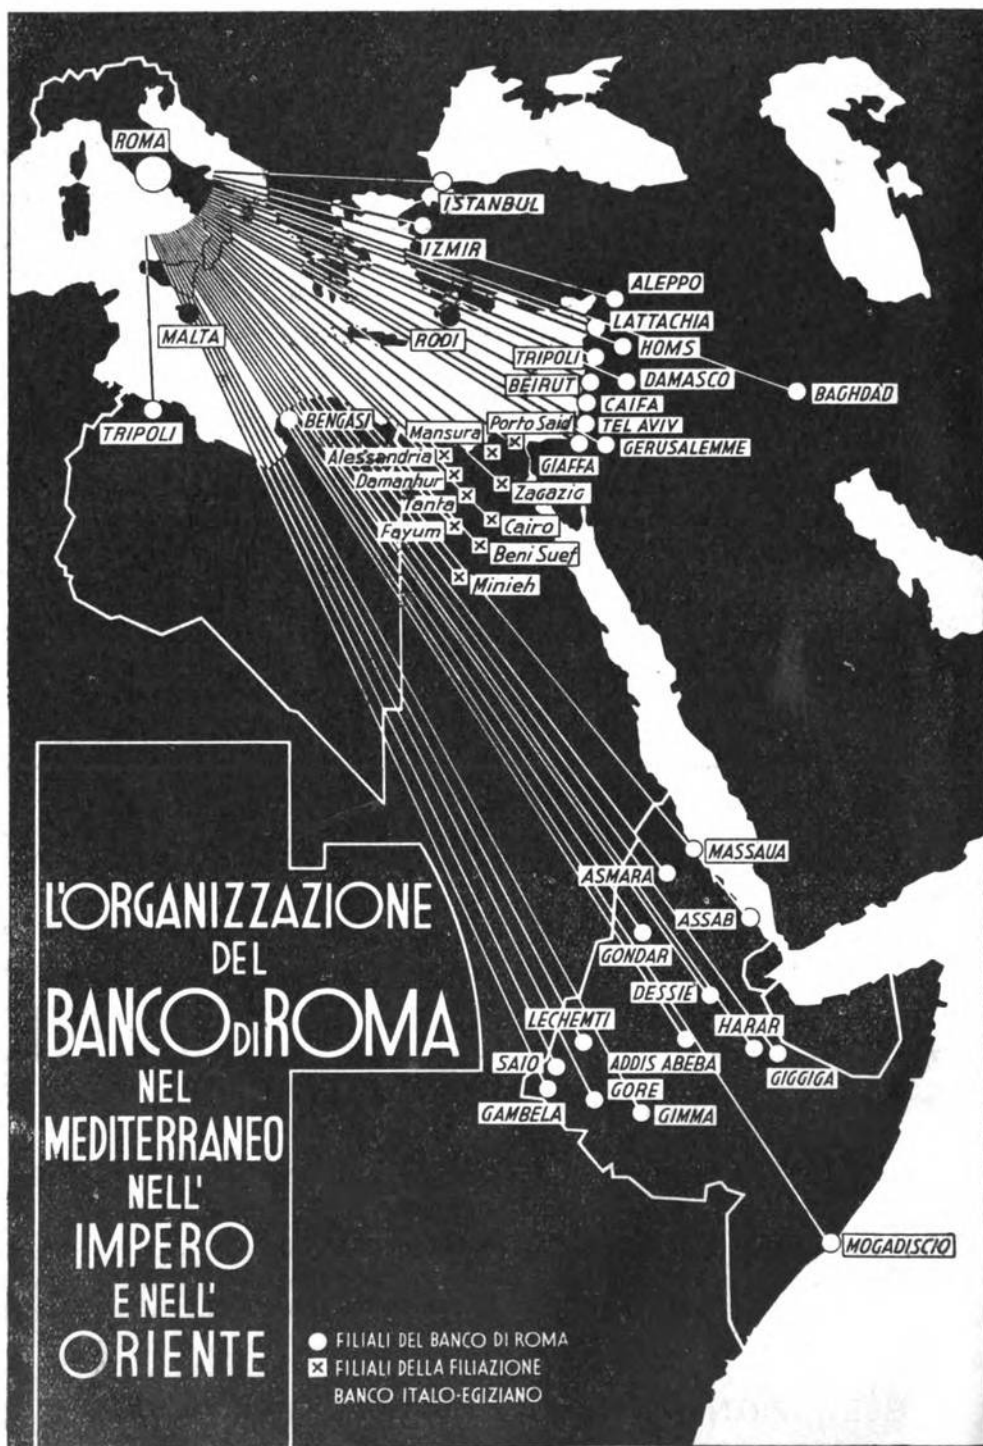 ROMA
ISTANBUL
IZMIR
ALEPPO
LATTACHIA
MALTA
RODI
HOMS
TRIPOLI
DAMASCO
BEIRUT
BAGHDAD
CAIFA
TRIPOLI
BENGASI
Porto Said
TEL AVIV
Mansura
GERUSALEMME
Alessandria
GIAFFA
Damanhur
Zagazig
Tanta
Cairo
Fayum
Beni Suef
Minieh
MASSAUA
ASMARA
ASSAB
GONDAR
DESSIE
LECHEMTI
HARAR
SAIO
ADDIS ABEBA
GIGGIGA
GORE
GAMBELA
GIMMA
MOGADISCIO
L'ORGANIZZAZIONE
DEL
BANCO DI ROMA
NEL
MEDITERRANEO
NELL'
IMPERO
E NELL'
ORIENTE
FILIALI DEL BANCO DI ROMA
FILIALI DELLA FILIAZIONE
BANCO ITALO-EGIZIANO